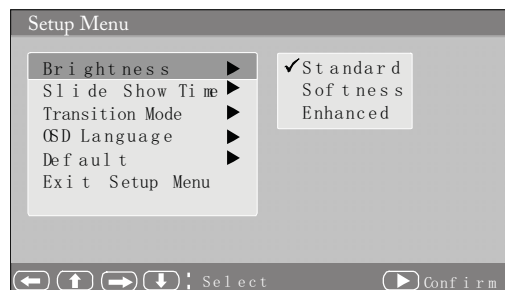 Setup Menu
Brightness
Slide Show Time
Transition Mode
OSD Language
Default
Exit Setup Menu
Standard
Softness
Enhanced
: Select
Confirm